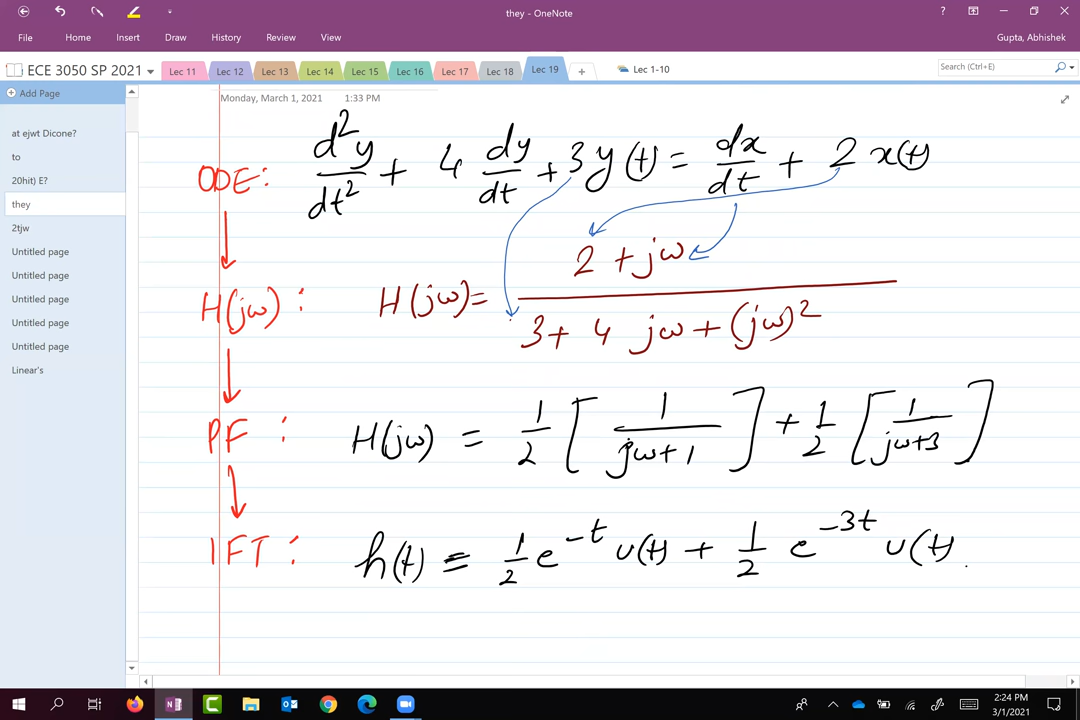 they - OneNote
?
File Home Insert Draw History Review View Gupta, Abhishek
ECE 3050 SP 2021 Lec 11 Lec 12 Lec 13 Lec 14 Lec 15 Lec 16 Lec 17 Lec 18 Lec 19 + Lec 1-10 Search (Ctrl+E)
Add Page
Monday, March 1, 2021 1:33 PM
at ejwt Dicone?
to
20hit) E?
they
2tjw
Untitled page
Untitled page
Untitled page
Untitled page
Untitled page
Linear's
ODE: d²y/dt² + 4 dy/dt + 3y(t) = dx/dt + 2x(t)
H(jω): H(jω) = (2 + jω) / (3 + 4 jω + (jω)²)
PF: H(jω) = 1/2 [1/(jω+1)] + 1/2 [1/(jω+3)]
IFT: h(t) = 1/2 e^(-t) u(t) + 1/2 e^(-3t) u(t).
2:24 PM
3/1/2021